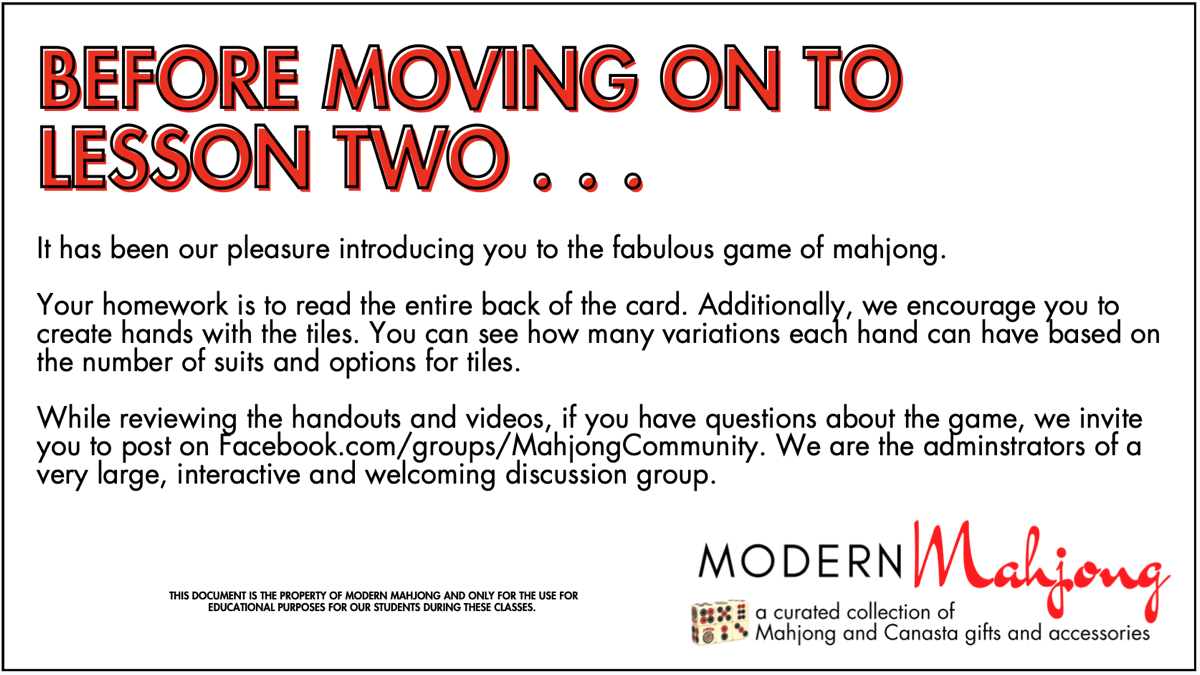 BEFORE MOVING ON TO
LESSON TWO . . .
It has been our pleasure introducing you to the fabulous game of mahjong.
Your homework is to read the entire back of the card. Additionally, we encourage you to
create hands with the tiles. You can see how many variations each hand can have based on
the number of suits and options for tiles.
While reviewing the handouts and videos, if you have questions about the game, we invite
you to post on Facebook.com/groups/MahjongCommunity. We are the adminstrators of a
very large, interactive and welcoming discussion group.
MODERN Mahjong
THIS DOCUMENT IS THE PROPERTY OF MODERN MAHJONG AND ONLY FOR THE USE FOR
EDUCATIONAL PURPOSES FOR OUR STUDENTS DURING THESE CLASSES.
a curated collection of
Mahjong and Canasta gifts and accessories